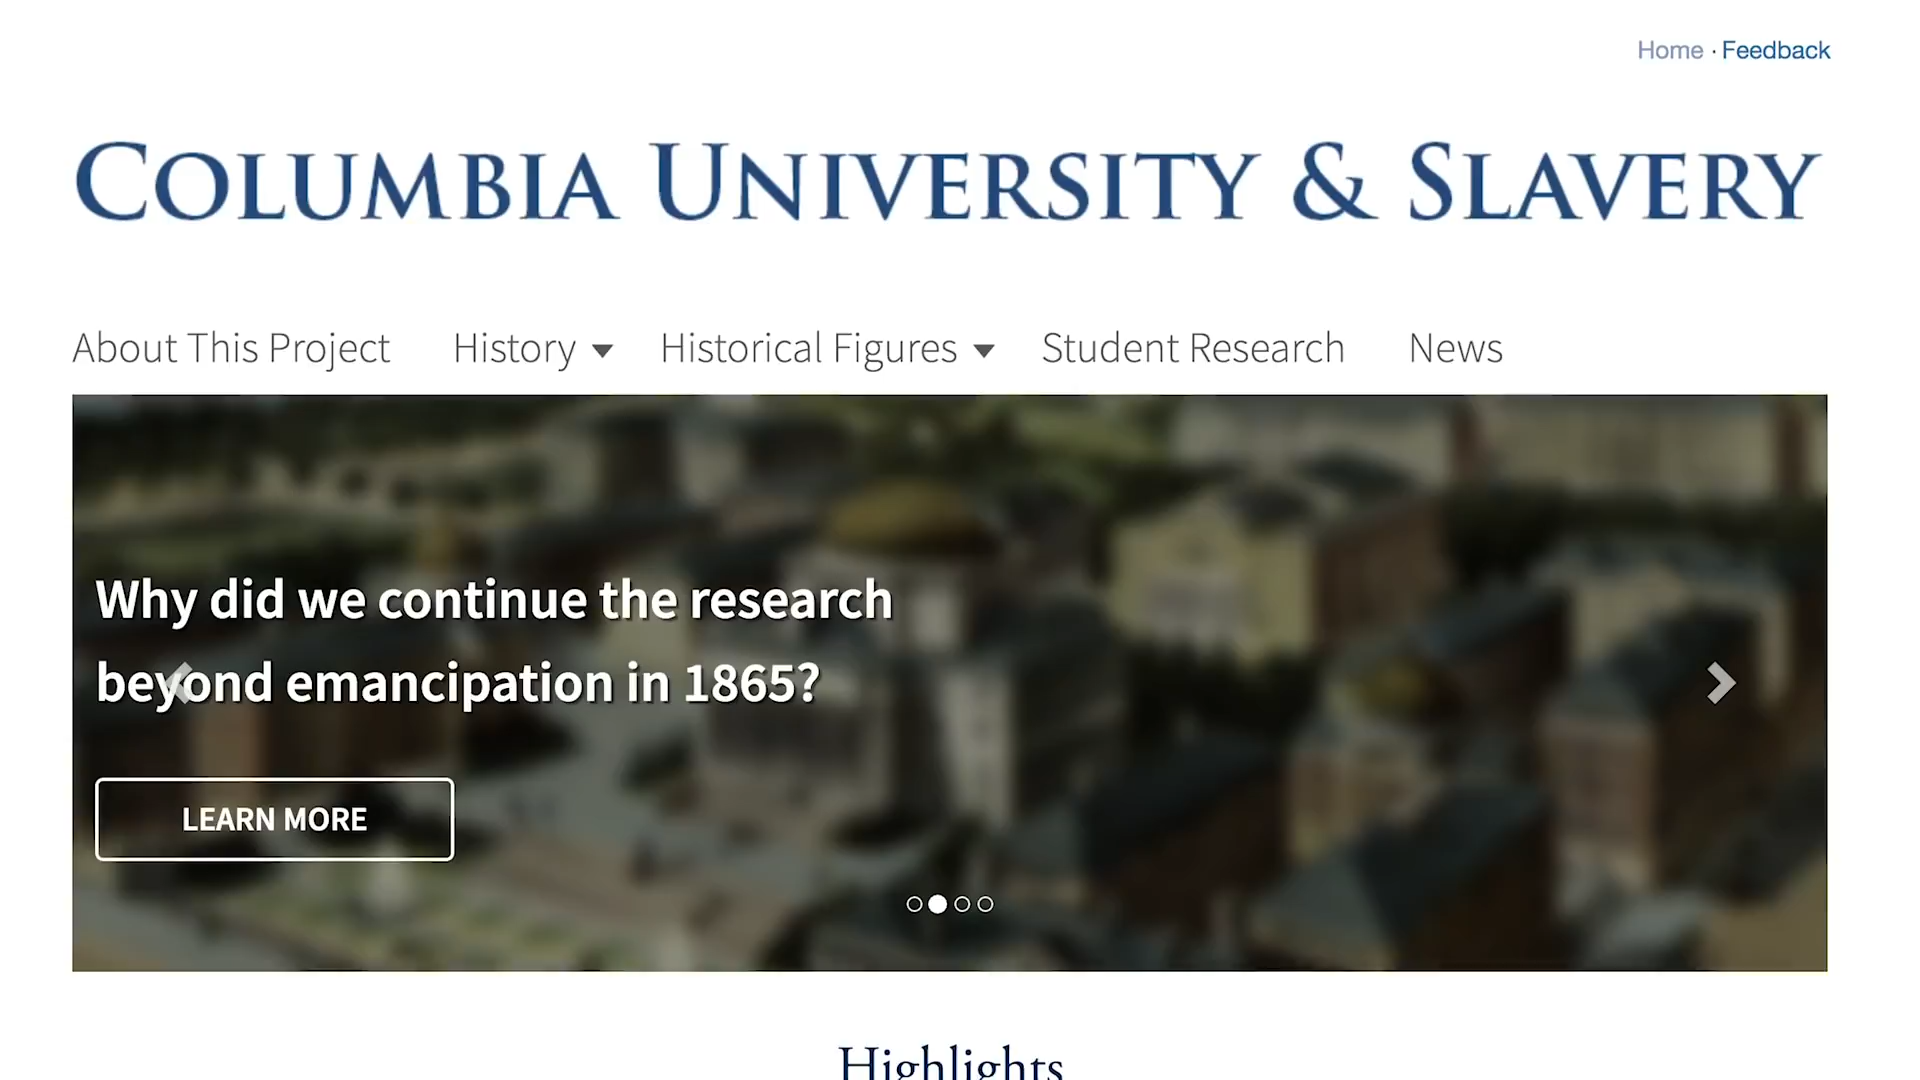 Home · Feedback
COLUMBIA UNIVERSITY & SLAVERY
About This Project History Historical Figures Student Research News
Why did we continue the research
beyond emancipation in 1865?
LEARN MORE
Highlights